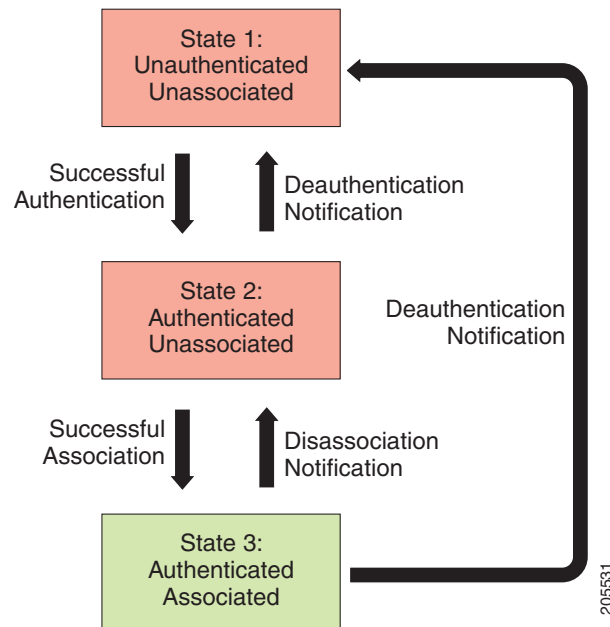 State 1:
Unauthenticated
Unassociated
Successful
Authentication
Deauthentication
Notification
State 2:
Authenticated
Unassociated
Deauthentication
Notification
Successful
Association
Disassociation
Notification
State 3:
Authenticated
Associated
205531